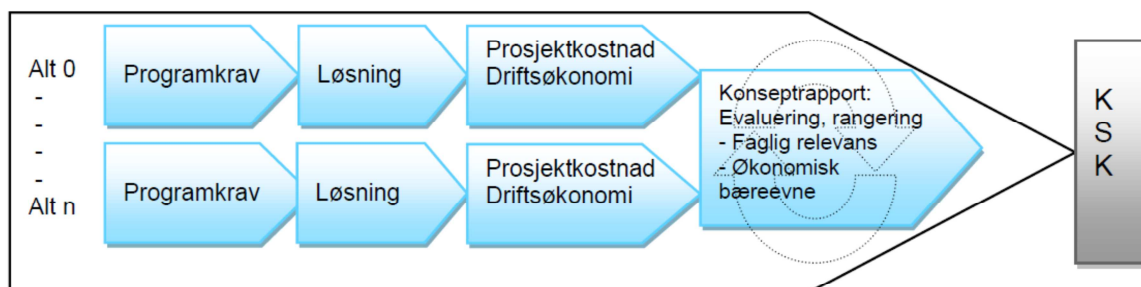 Alt 0
-
-
-
-
Alt n
Programkrav
Løsning
Prosjektkostnad
Driftsøkonomi
Programkrav
Løsning
Prosjektkostnad
Driftsøkonomi
Konseptrapport:
Evaluering, rangering
- Faglig relevans
- Økonomisk
bæreevne
K
S
K